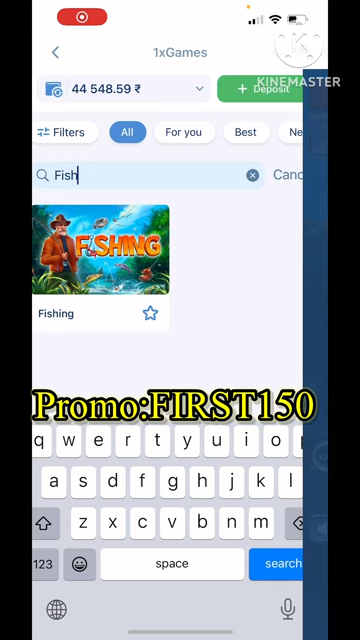 1xGames
KINEMASTER
44 548.59 ₹
+ Deposit
Filters
All
For you
Best
Ne
Fish
Canc
FISHING
Fishing
Promo:FIRST150
q w e r t y u i o p
a s d f g h j k l
z x c v b n m
123
space
search